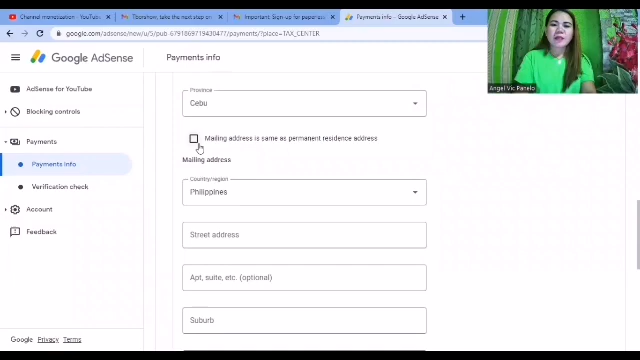 Channel monetization - YouTube
Important: Sign-up for paperless
Payments info – Google AdSense
google.com/adsense/new/u/5/pub-6791869719430477/payments/?place=TAX_CENTER
Google AdSense
Payments info
AdSense for YouTube
Blocking controls
Payments
Payments info
Verification check
Account
Feedback
Google Privacy Terms
Province
Cebu
Mailing address is same as permanent residence address
Mailing address
Country/region
Philippines
Street address
Apt, suite, etc. (optional)
Suburb
Angel Vic Panelo